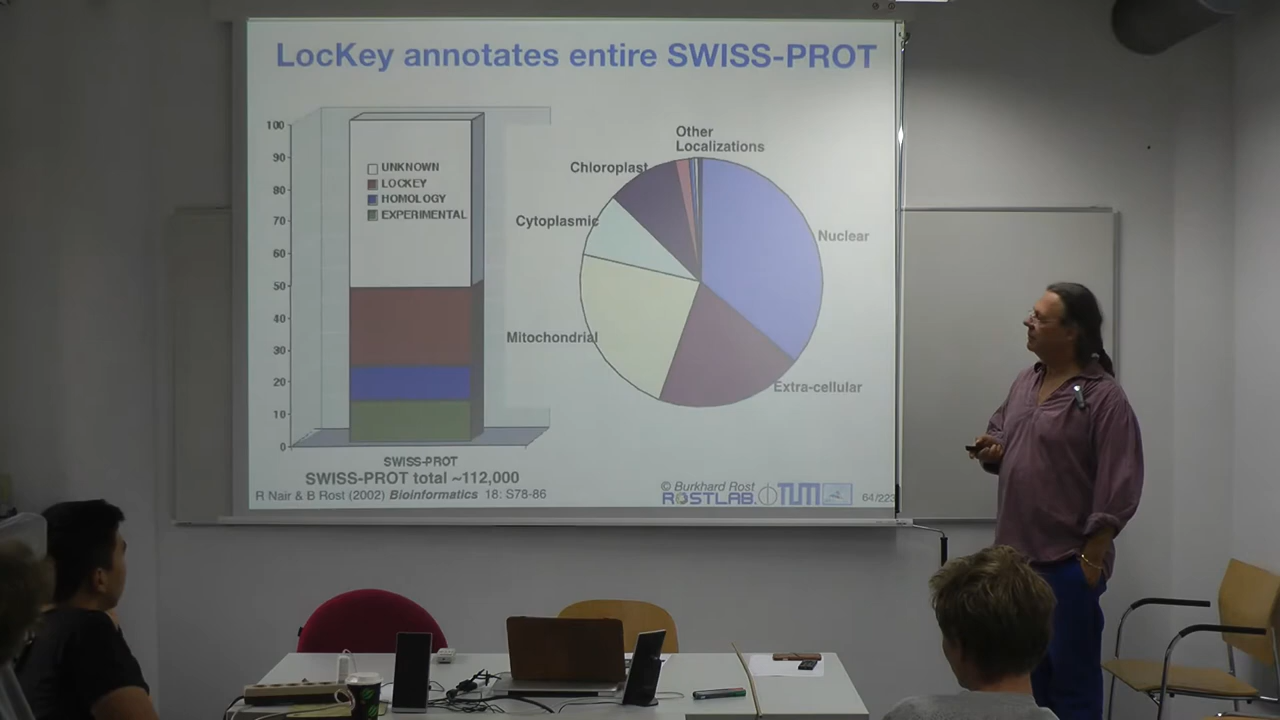 LocKey annotates entire SWISS-PROT
100
90
80
70
60
50
40
30
20
10
0
UNKNOWN
LOCKEY
HOMOLOGY
EXPERIMENTAL
SWISS-PROT
SWISS-PROT total ~112,000
Other
Localizations
Chloroplast
Cytoplasmic
Nuclear
Mitochondrial
Extra-cellular
R Nair & B Rost (2002) Bioinformatics 18: S78-86
© Burkhard Rost
ROSTLAB. TUM
64/223